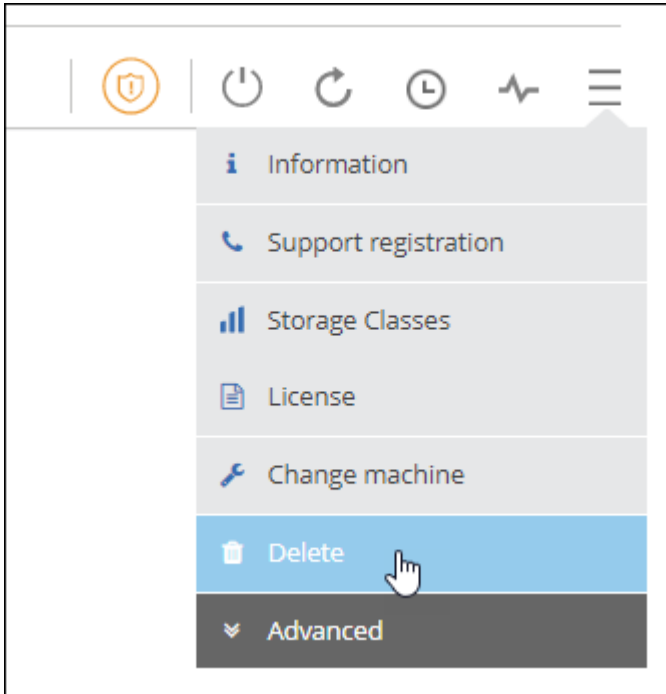 Information
Support registration
Storage Classes
License
Change machine
Delete
Advanced